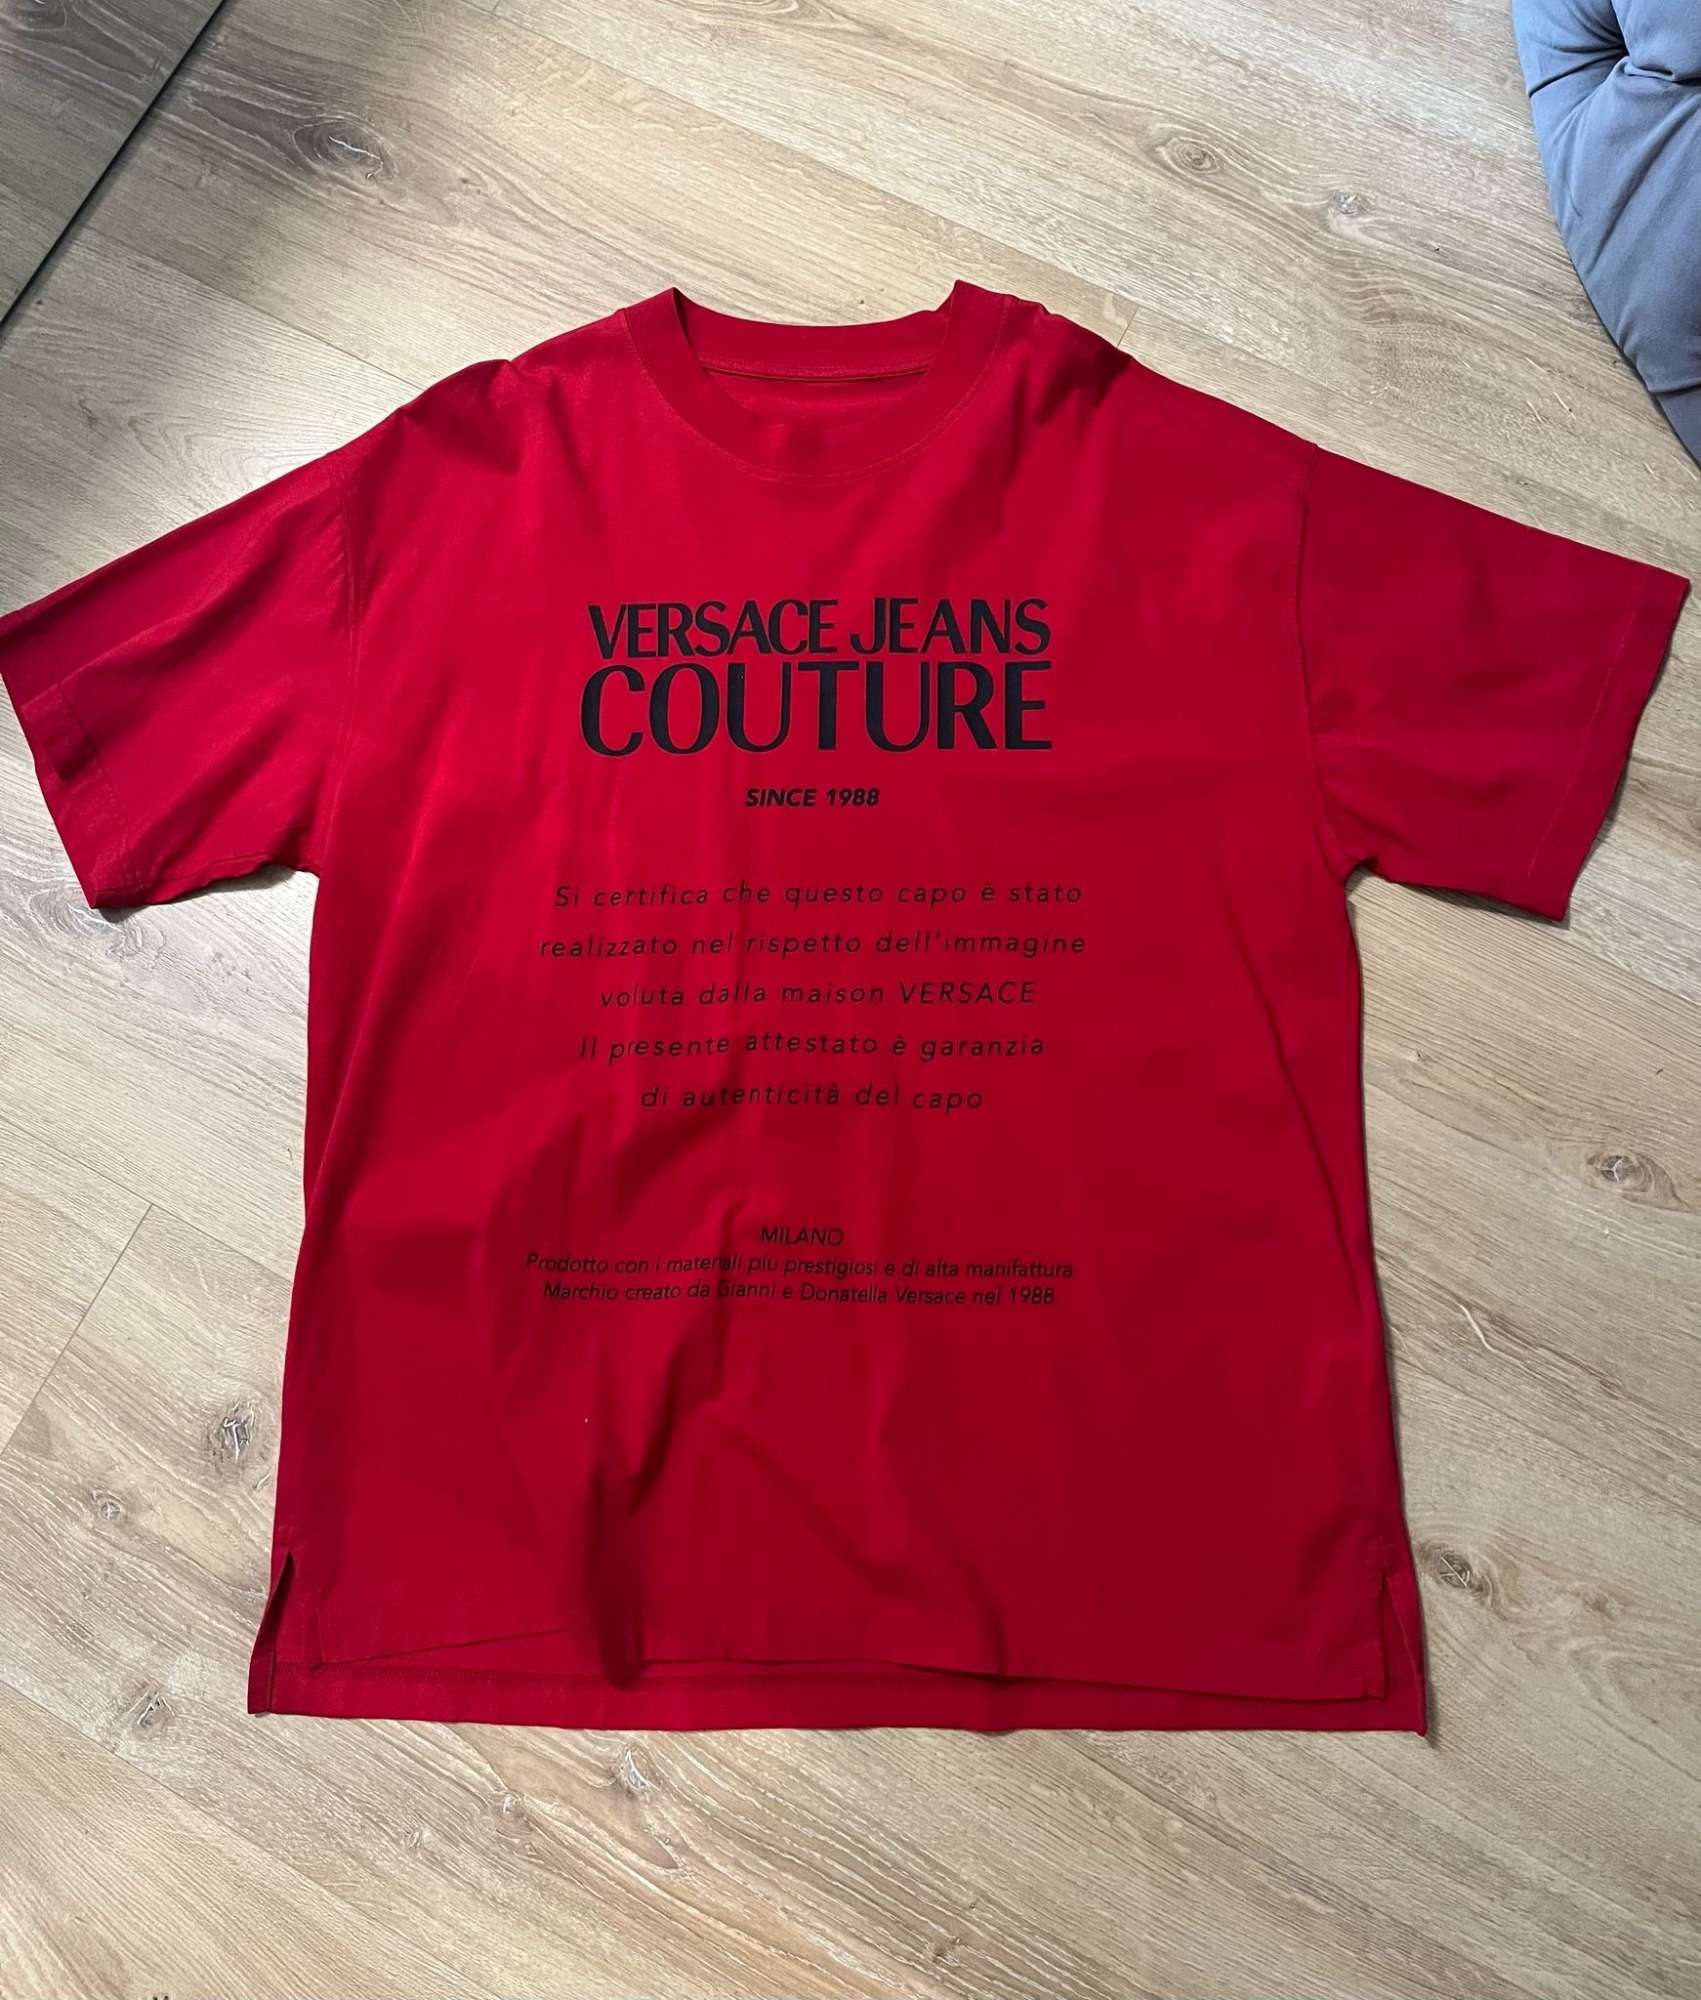 VERSACE JEANS
COUTURE
SINCE 1988
Si certifica che questo capo è stato
realizzato nel rispetto dell'immagine
voluta dalla maison VERSACE
Il presente attestato è garanzia
di autenticità del capo
MILANO
Prodotto con i materiali più prestigiosi e di alta manifattura.
Marchio creato da Gianni e Donatella Versace nel 1988.